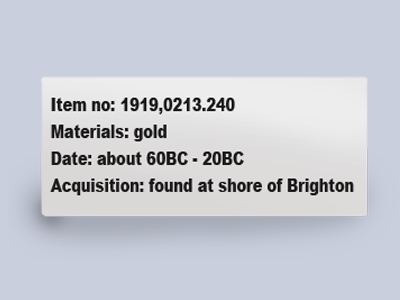 Item no: 1919,0213.240
Materials: gold
Date: about 60BC - 20BC
Acquisition: found at shore of Brighton